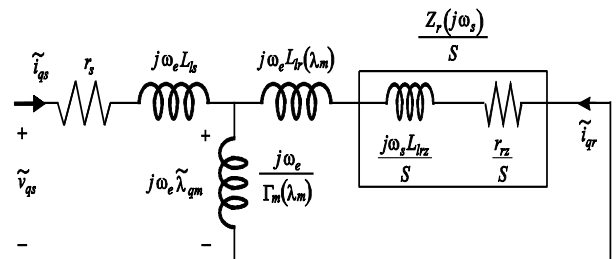 Z_r(jω_s)
S
ĩ_qs
r_s
jω_e L_ls
jω_e L_lr(λ_m)
+
ṽ_qs
−
+
jω_e λ̃_qm
−
jω_e
Γ_m(λ_m)
jω_s L_lrz
S
r_rz
S
ĩ_qr